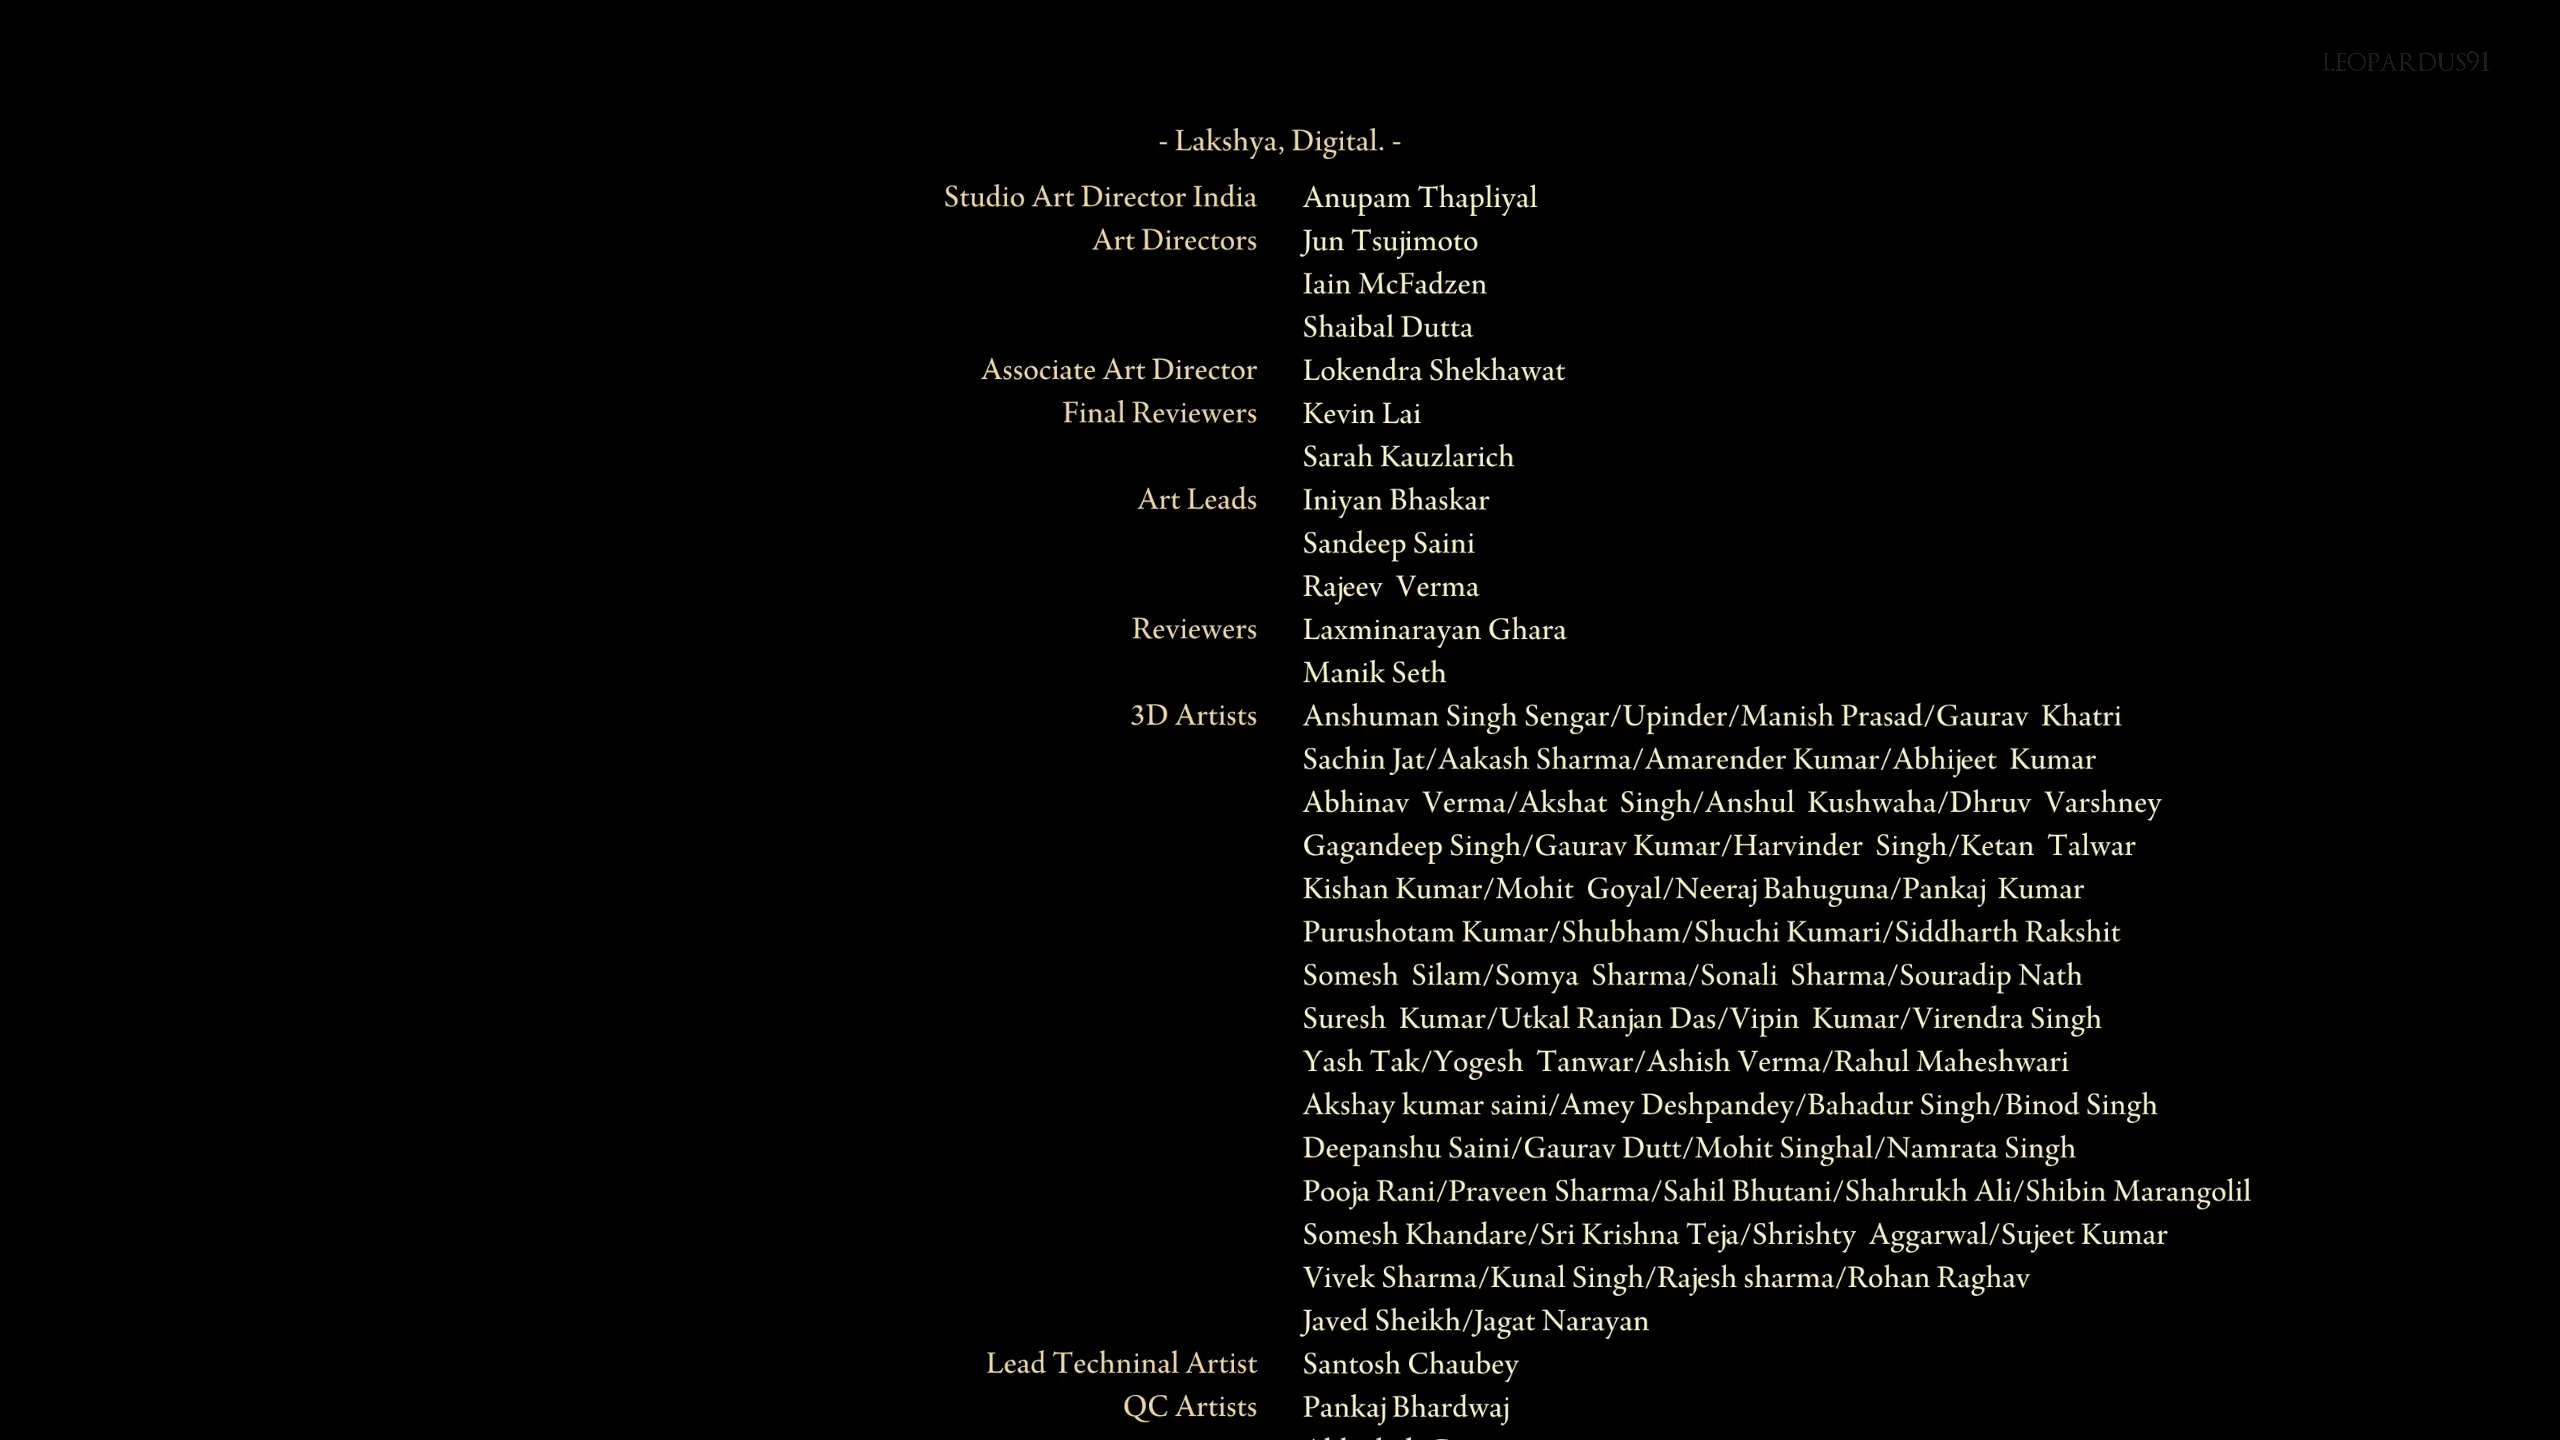 LEOPARDUS91
- Lakshya, Digital. -
Studio Art Director India Anupam Thapliyal
Art Directors Jun Tsujimoto
Iain McFadzen
Shaibal Dutta
Associate Art Director Lokendra Shekhawat
Final Reviewers Kevin Lai
Sarah Kauzlarich
Art Leads Iniyan Bhaskar
Sandeep Saini
Rajeev  Verma
Reviewers Laxminarayan Ghara
Manik Seth
3D Artists Anshuman Singh Sengar/Upinder/Manish Prasad/Gaurav  Khatri
Sachin Jat/Aakash Sharma/Amarender Kumar/Abhijeet  Kumar
Abhinav  Verma/Akshat  Singh/Anshul  Kushwaha/Dhruv  Varshney
Gagandeep Singh/Gaurav Kumar/Harvinder  Singh/Ketan  Talwar
Kishan Kumar/Mohit  Goyal/Neeraj Bahuguna/Pankaj  Kumar
Purushotam Kumar/Shubham/Shuchi Kumari/Siddharth Rakshit
Somesh  Silam/Somya  Sharma/Sonali  Sharma/Souradip Nath
Suresh  Kumar/Utkal Ranjan Das/Vipin  Kumar/Virendra Singh
Yash Tak/Yogesh  Tanwar/Ashish Verma/Rahul Maheshwari
Akshay kumar saini/Amey Deshpandey/Bahadur Singh/Binod Singh
Deepanshu Saini/Gaurav Dutt/Mohit Singhal/Namrata Singh
Pooja Rani/Praveen Sharma/Sahil Bhutani/Shahrukh Ali/Shibin Marangolil
Somesh Khandare/Sri Krishna Teja/Shrishty  Aggarwal/Sujeet Kumar
Vivek Sharma/Kunal Singh/Rajesh sharma/Rohan Raghav
Javed Sheikh/Jagat Narayan
Lead Techninal Artist Santosh Chaubey
QC Artists Pankaj Bhardwaj